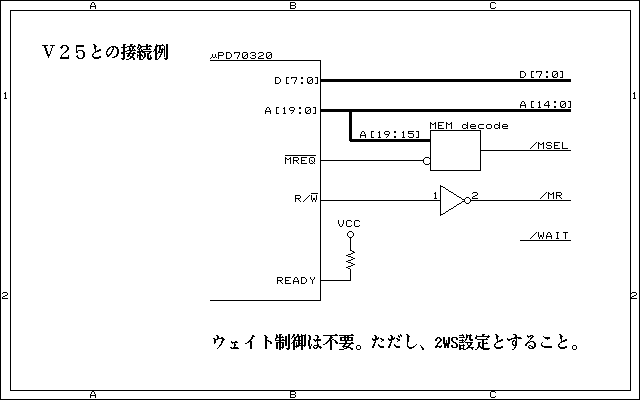 A B C
Ｖ２５との接続例
μPD70320
D[7:0] D[7:0]
1 1
A[19:0] A[14:0]
MEM decode
A[19:15]
/MSEL
MREQ
1 2 /MR
R/W
VCC
/WAIT
READY
2 2
ウェイト制御は不要。ただし、2WS設定とすること。
A B C